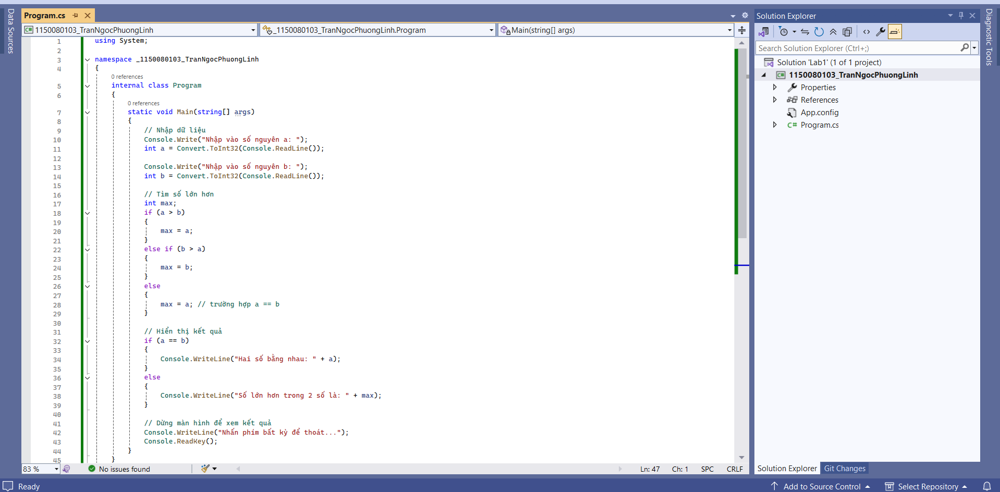 Data Sources
Program.cs
1150080103_TranNgocPhuongLinh
_1150080103_TranNgocPhuongLinh.Program
Main(string[] args)
1 using System;
2
3 namespace _1150080103_TranNgocPhuongLinh
4 {
0 references
5 internal class Program
6 {
0 references
7 static void Main(string[] args)
8 {
9 // Nhập dữ liệu
10 Console.Write("Nhập vào số nguyên a: ");
11 int a = Convert.ToInt32(Console.ReadLine());
12
13 Console.Write("Nhập vào số nguyên b: ");
14 int b = Convert.ToInt32(Console.ReadLine());
15
16 // Tìm số lớn hơn
17 int max;
18 if (a > b)
19 {
20 max = a;
21 }
22 else if (b > a)
23 {
24 max = b;
25 }
26 else
27 {
28 max = a; // trường hợp a == b
29 }
30
31 // Hiển thị kết quả
32 if (a == b)
33 {
34 Console.WriteLine("Hai số bằng nhau: " + a);
35 }
36 else
37 {
38 Console.WriteLine("Số lớn hơn trong 2 số là: " + max);
39 }
40
41 // Dừng màn hình để xem kết quả
42 Console.WriteLine("Nhấn phím bất kỳ để thoát...");
43 Console.ReadKey();
44 }
45 }
83 %
No issues found
Ln: 47 Ch: 1 SPC CRLF
Solution Explorer
Search Solution Explorer (Ctrl+;)
Solution 'Lab1' (1 of 1 project)
C# 1150080103_TranNgocPhuongLinh
Properties
References
App.config
C# Program.cs
Solution Explorer
Git Changes
Diagnostic Tools
Ready
Add to Source Control
Select Repository